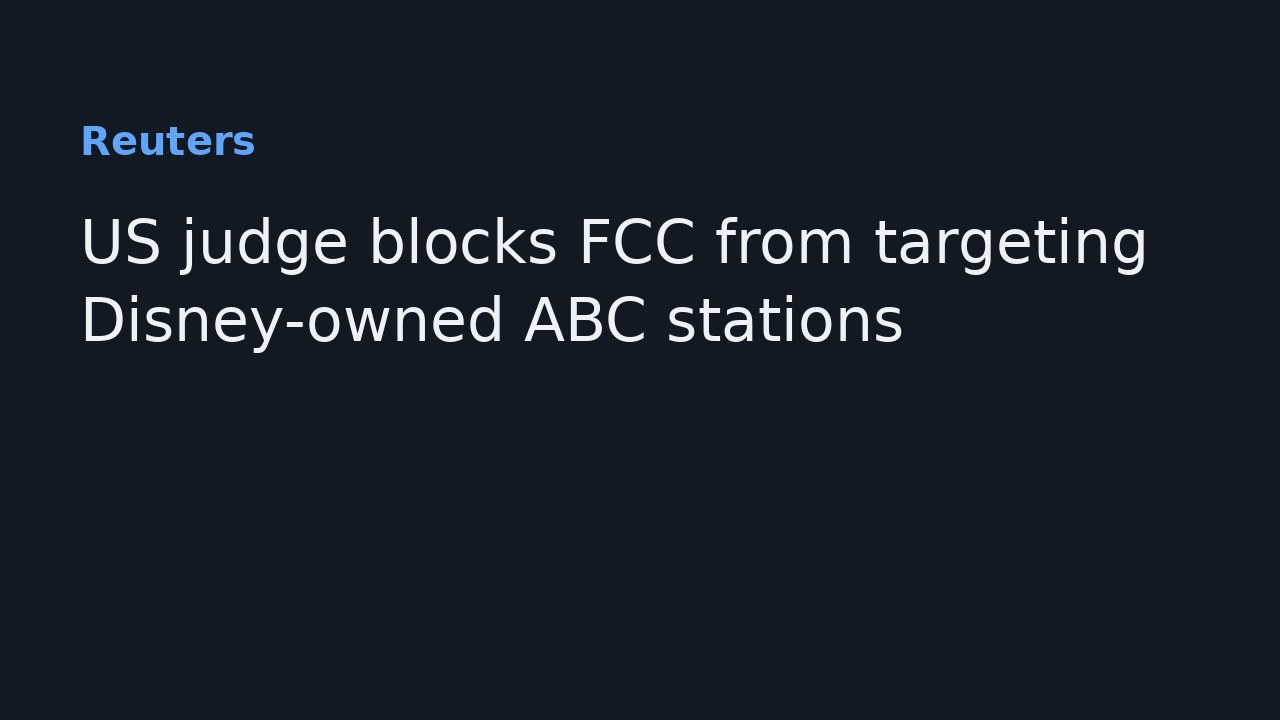 Reuters
US judge blocks FCC from targeting
Disney-owned ABC stations